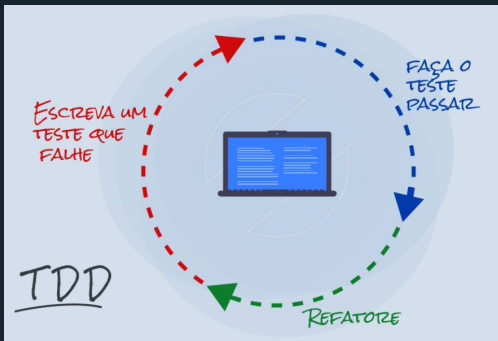 ESCREVA UM
TESTE QUE
FALHE
FAÇA O
TESTE
PASSAR
REFATORE
TDD